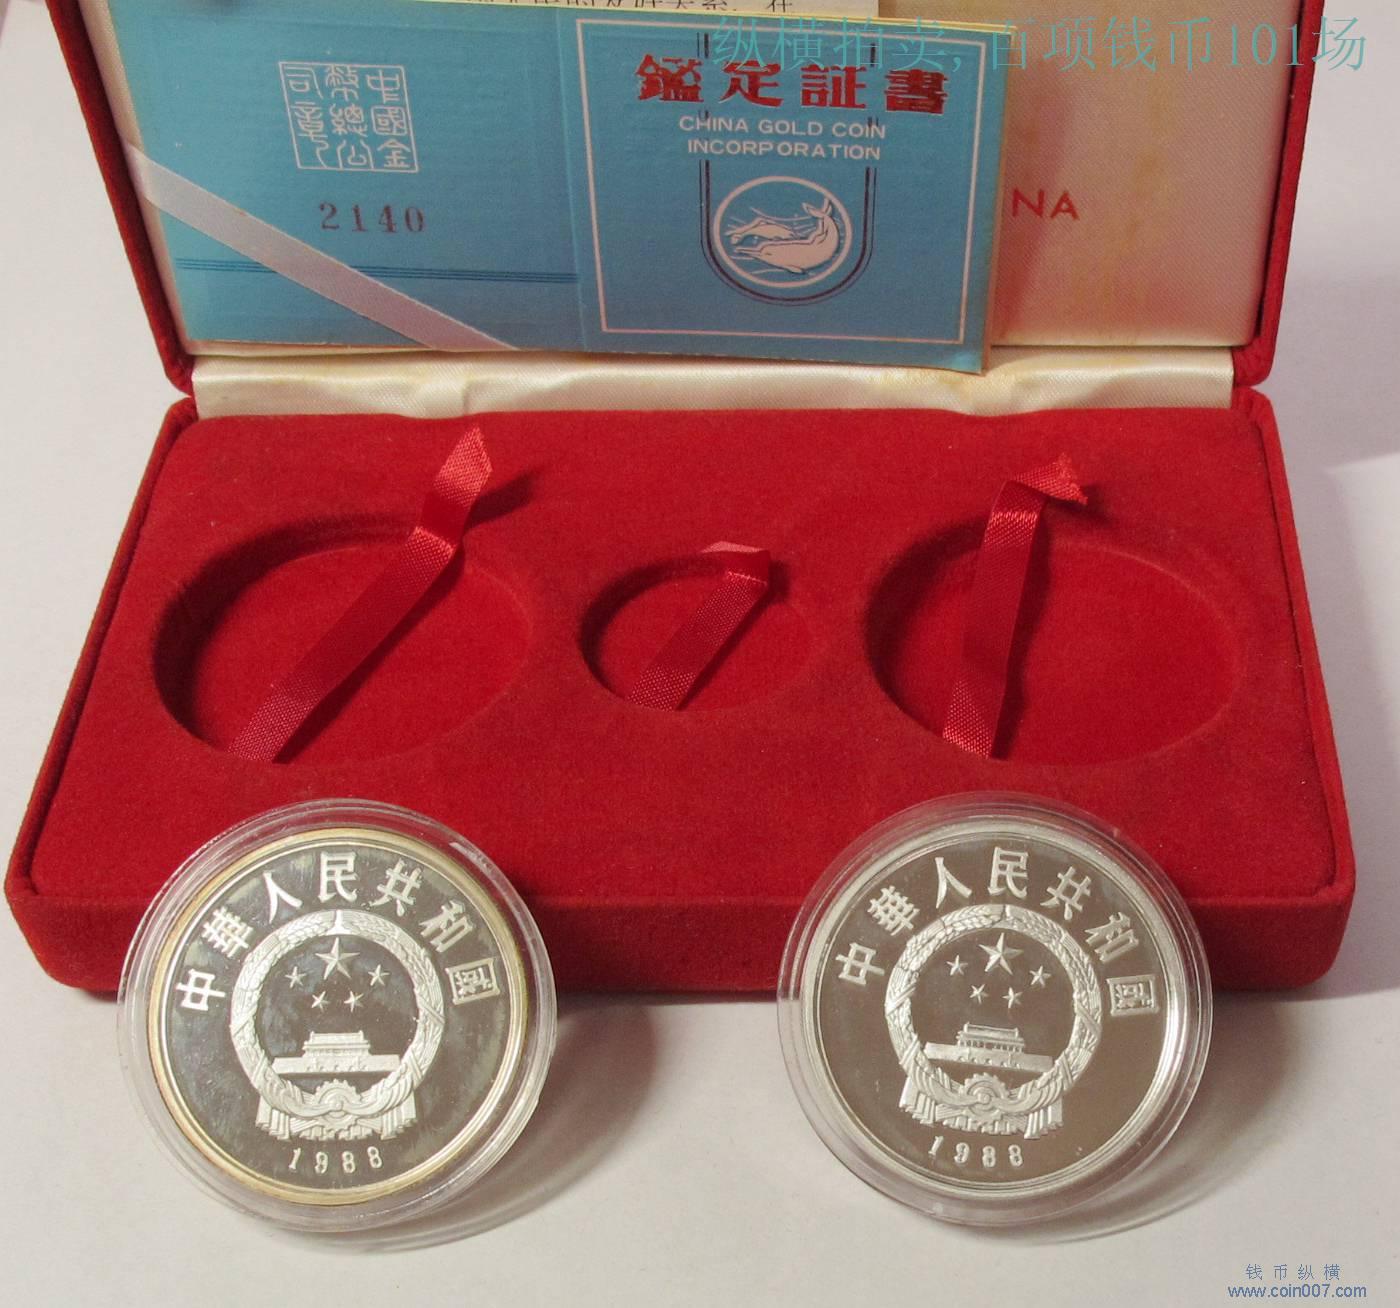 纵横拍卖,百项钱币101场
鑑定証書
CHINA GOLD COIN
INCORPORATION
中國金
幣總公
司
2140
NA
中華人民共和國
1988
中華人民共和國
1988
钱币纵横
www.coin007.com